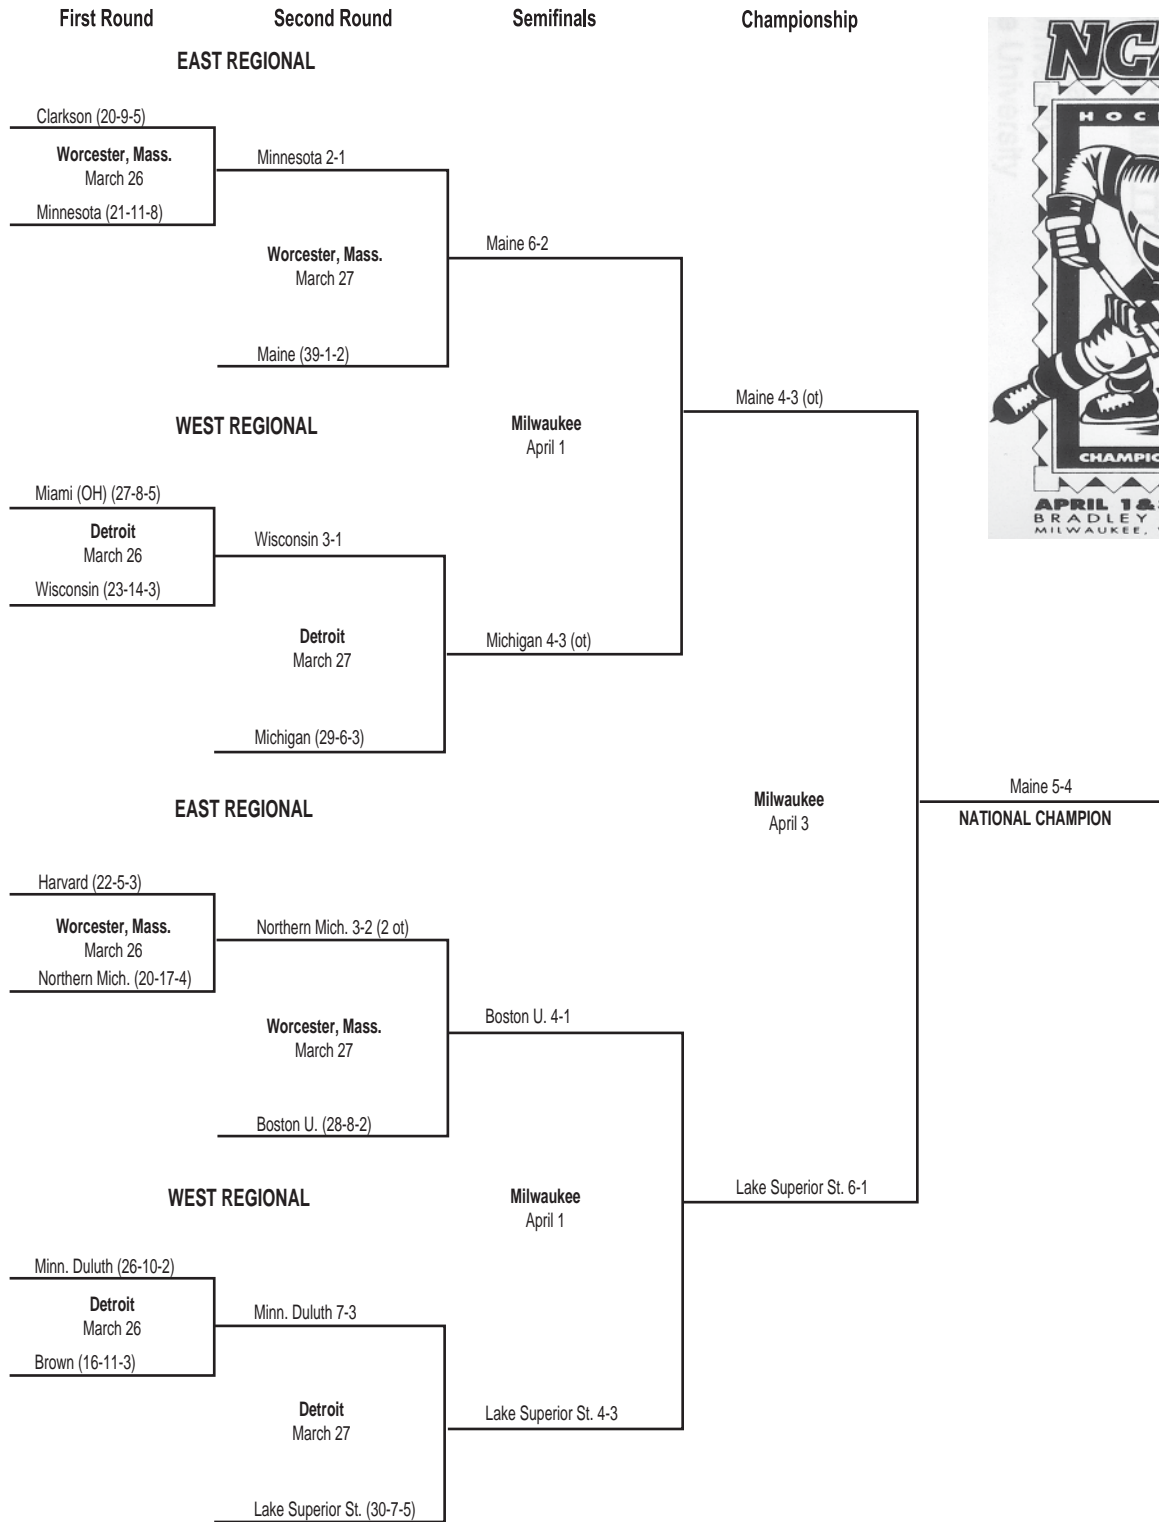 First Round Second Round Semifinals Championship
EAST REGIONAL
Clarkson (20-9-5)
Worcester, Mass.
March 26
Minnesota (21-11-8)
Minnesota 2-1
Worcester, Mass.
March 27
Maine (39-1-2)
Maine 6-2
WEST REGIONAL
Miami (OH) (27-8-5)
Detroit
March 26
Wisconsin (23-14-3)
Wisconsin 3-1
Detroit
March 27
Michigan (29-6-3)
Michigan 4-3 (ot)
Milwaukee
April 1
Maine 4-3 (ot)
EAST REGIONAL
Harvard (22-5-3)
Worcester, Mass.
March 26
Northern Mich. (20-17-4)
Northern Mich. 3-2 (2 ot)
Worcester, Mass.
March 27
Boston U. (28-8-2)
Boston U. 4-1
WEST REGIONAL
Minn. Duluth (26-10-2)
Detroit
March 26
Brown (16-11-3)
Minn. Duluth 7-3
Detroit
March 27
Lake Superior St. (30-7-5)
Lake Superior St. 4-3
Milwaukee
April 1
Lake Superior St. 6-1
Milwaukee
April 3
Maine 5-4
NATIONAL CHAMPION
NCA
HOC
CHAMPIO
APRIL 1 &
BRADLEY
MILWAUKEE,